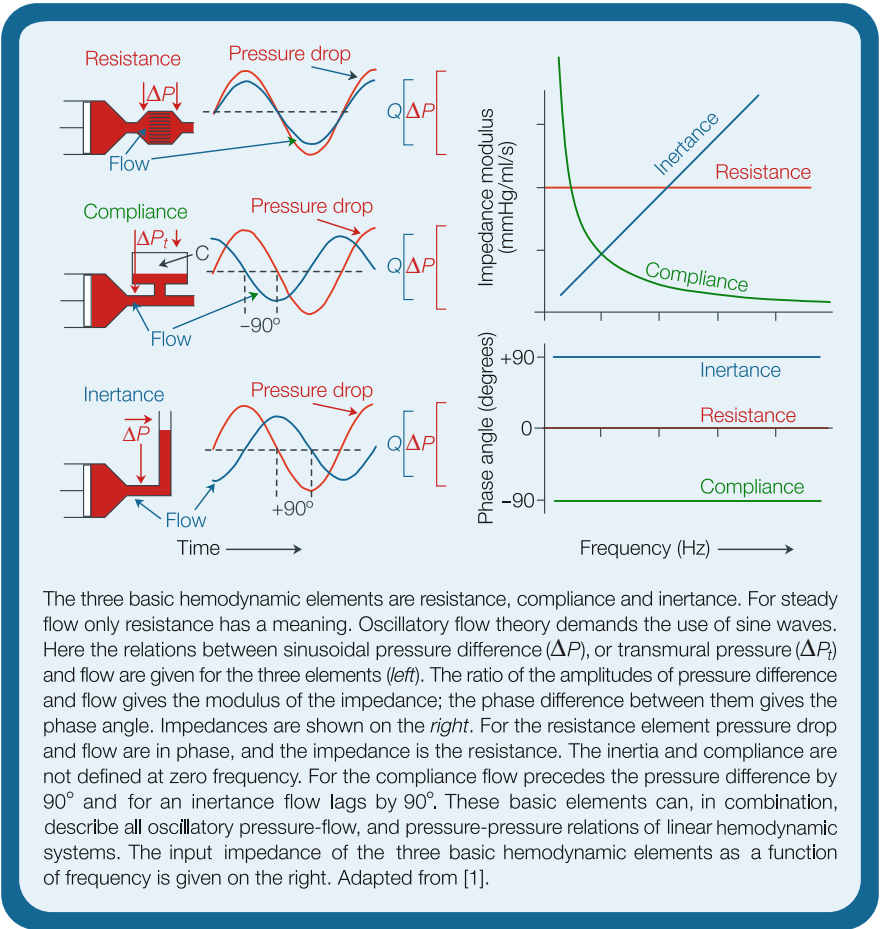 Resistance
ΔP
Flow
Pressure drop
Q ΔP
Compliance
ΔPt
C
Flow
Pressure drop
–90°
Q ΔP
Inertance
ΔP
Flow
Pressure drop
+90°
Q ΔP
Time
Impedance modulus
(mmHg/ml/s)
Inertance
Resistance
Compliance
Phase angle (degrees)
+90
0
–90
Inertance
Resistance
Compliance
Frequency (Hz)
The three basic hemodynamic elements are resistance, compliance and inertance. For steady
flow only resistance has a meaning. Oscillatory flow theory demands the use of sine waves.
Here the relations between sinusoidal pressure difference (ΔP), or transmural pressure (ΔPt)
and flow are given for the three elements (left). The ratio of the amplitudes of pressure difference
and flow gives the modulus of the impedance; the phase difference between them gives the
phase angle. Impedances are shown on the right. For the resistance element pressure drop
and flow are in phase, and the impedance is the resistance. The inertia and compliance are
not defined at zero frequency. For the compliance flow precedes the pressure difference by
90° and for an inertance flow lags by 90°. These basic elements can, in combination,
describe all oscillatory pressure-flow, and pressure-pressure relations of linear hemodynamic
systems. The input impedance of the three basic hemodynamic elements as a function
of frequency is given on the right. Adapted from [1].